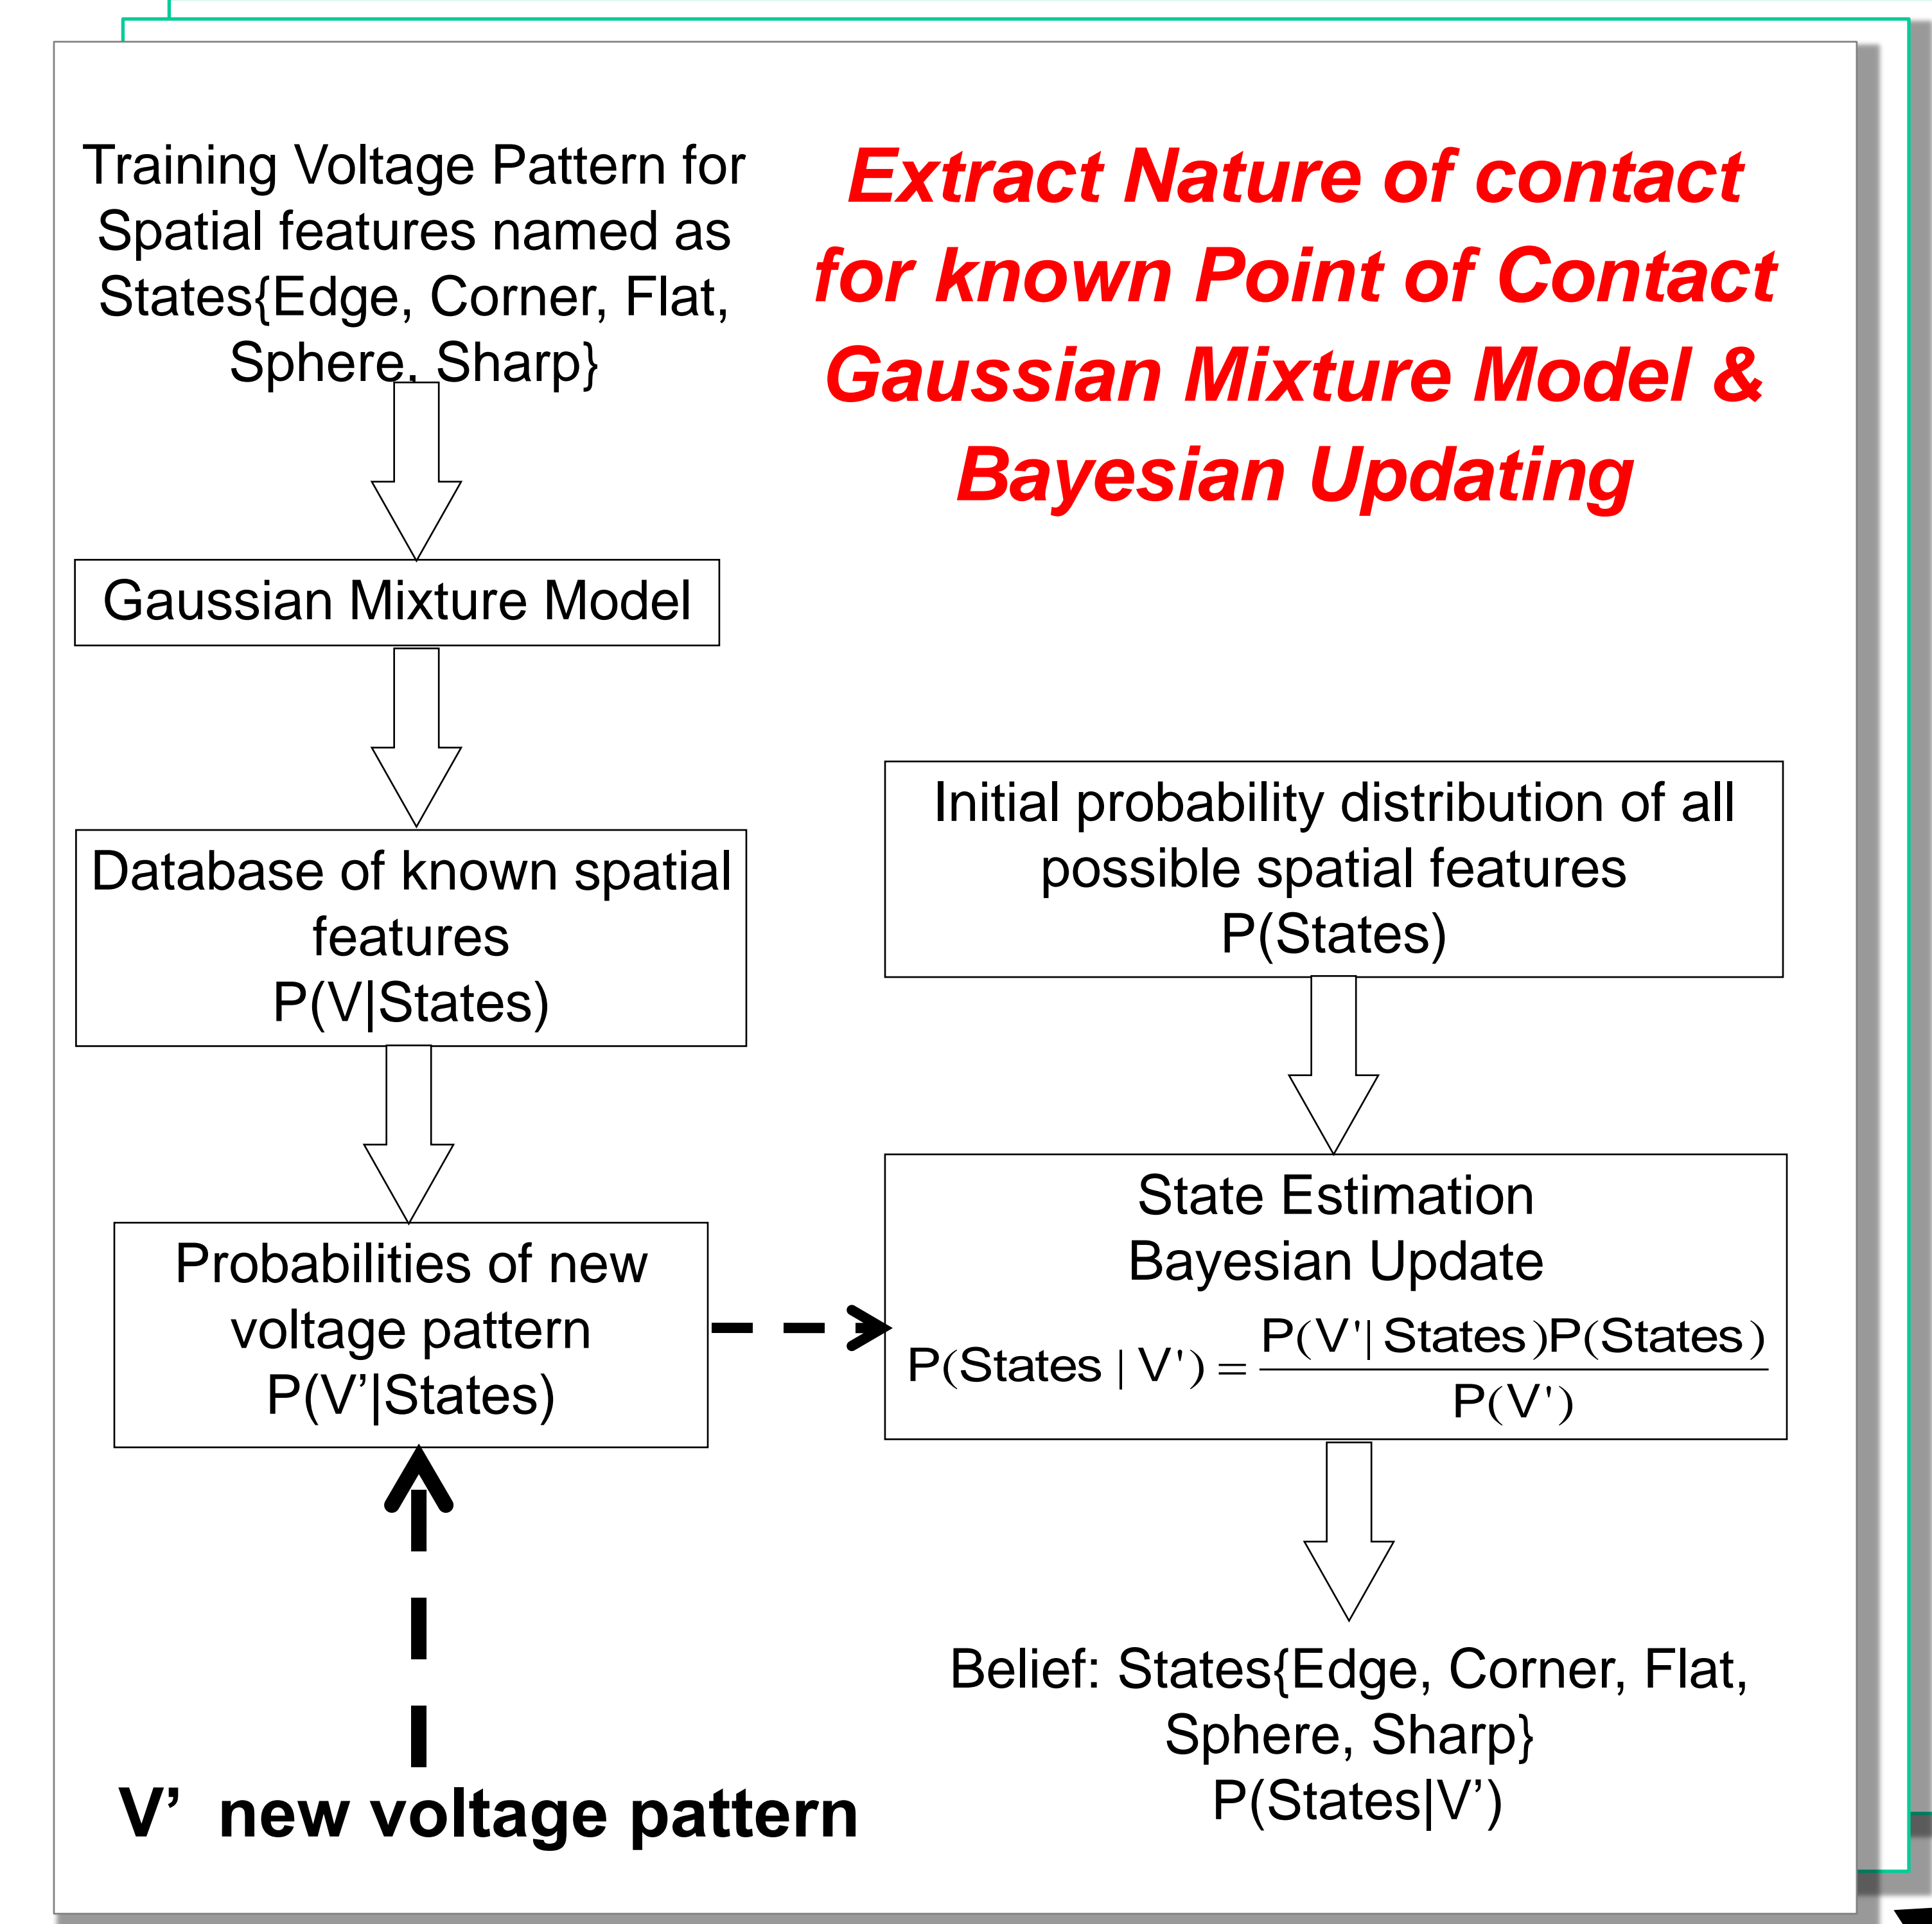 Training Voltage Pattern for
Spatial features named as
States{Edge, Corner, Flat,
Sphere, Sharp}
Extract Nature of contact
for known Point of Contact
Gaussian Mixture Model &
Bayesian Updating
Gaussian Mixture Model
Database of known spatial
features
P(V|States)
Initial probability distribution of all
possible spatial features
P(States)
Probabilities of new
voltage pattern
P(V’|States)
State Estimation
Bayesian Update
P(States | V') = P(V' | States)P(States) / P(V')
V’ new voltage pattern
Belief: States{Edge, Corner, Flat,
Sphere, Sharp}
P(States|V’)